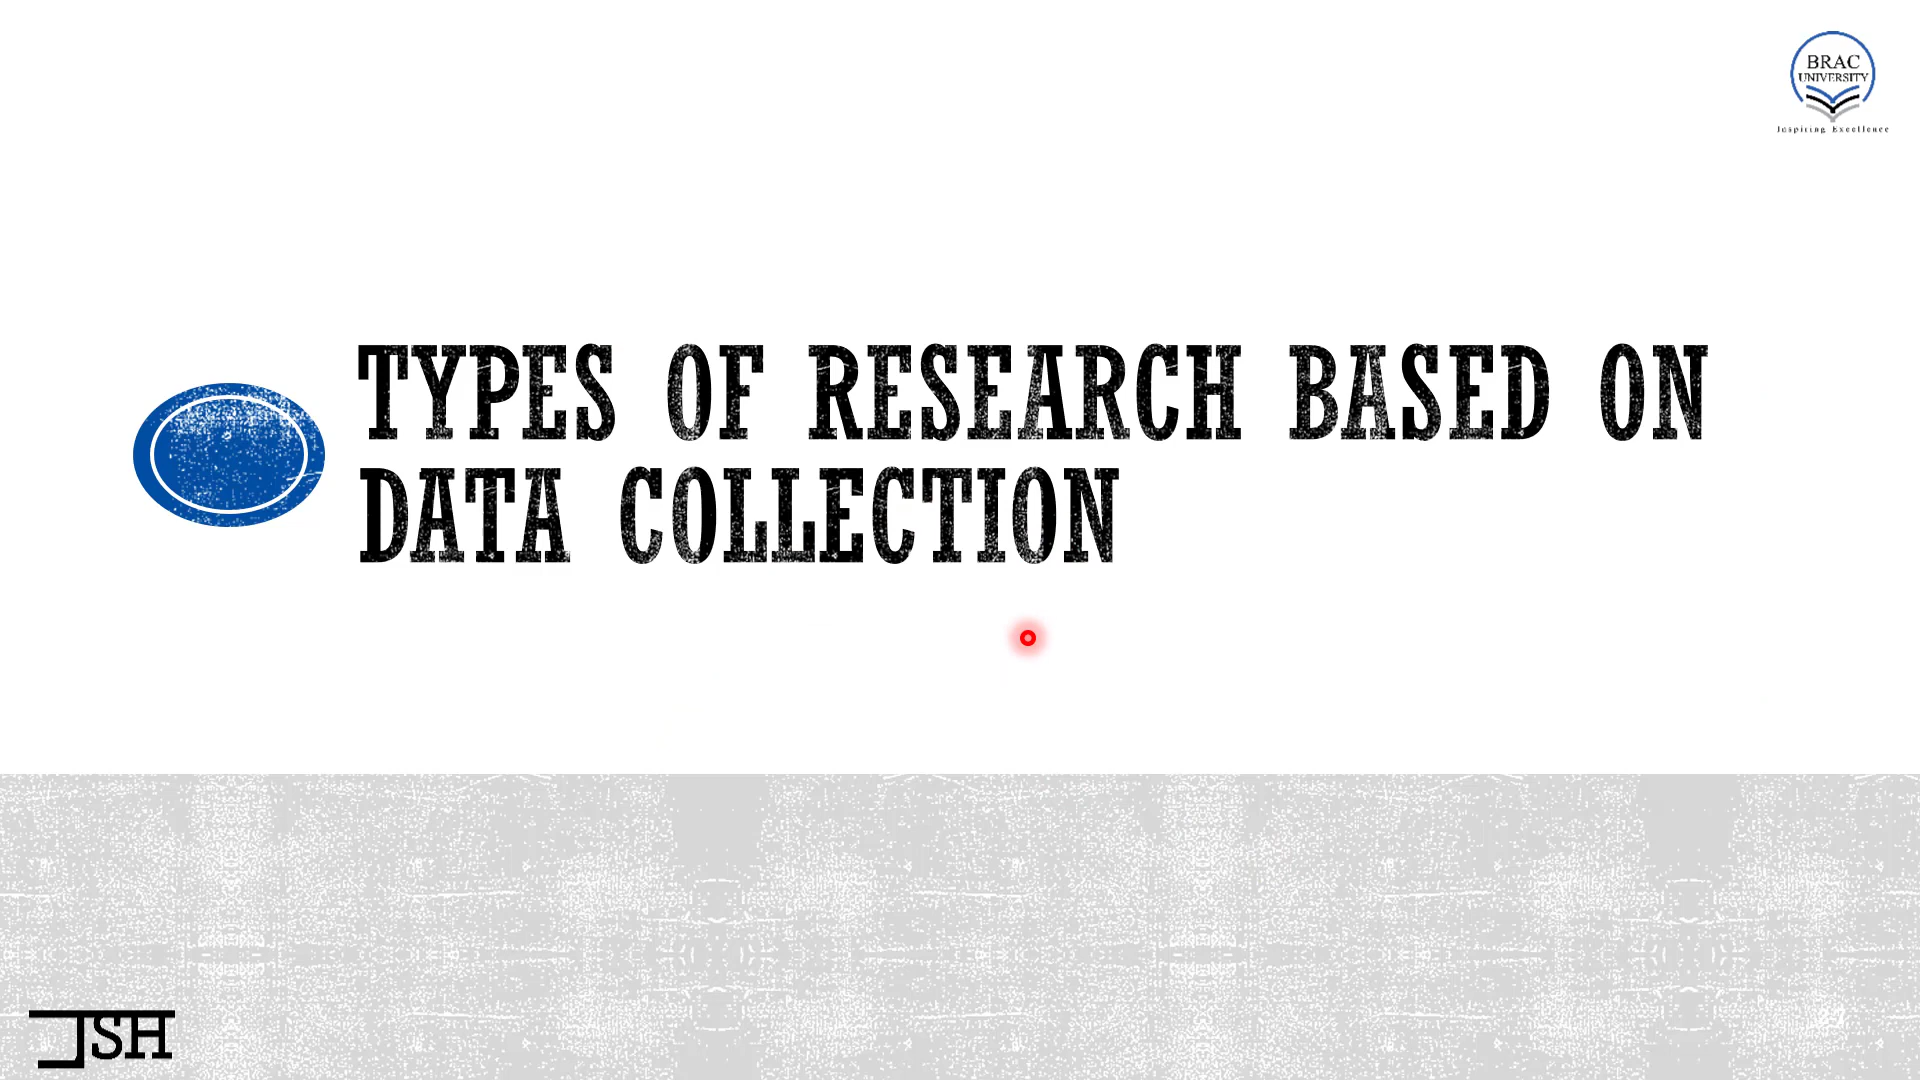 BRAC
UNIVERSITY
Inspiring Excellence
TYPES OF RESEARCH BASED ON
DATA COLLECTION
JSH